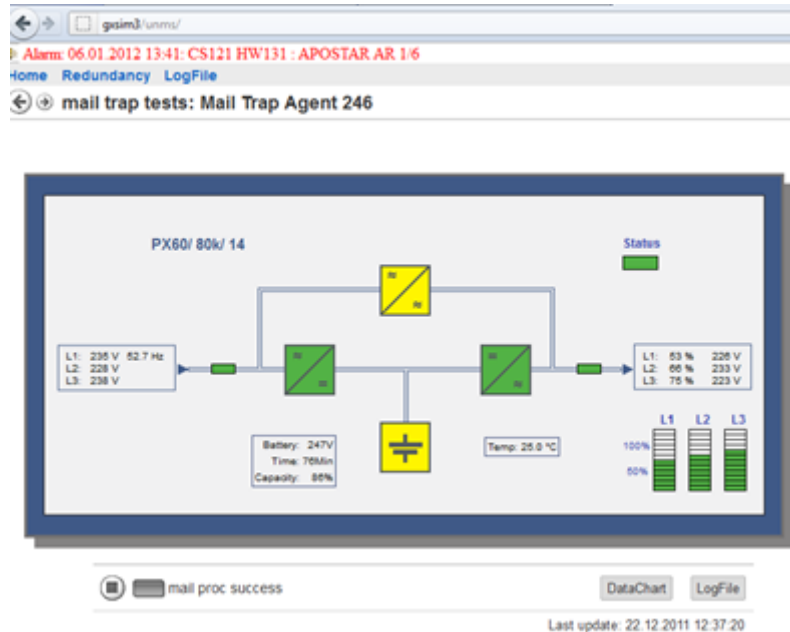 gxsim3/unms/
Alarm: 06.01.2012 13:41: CS121 HW131 : APOSTAR AR 1/6
Home Redundancy LogFile
mail trap tests: Mail Trap Agent 246
PX60/ 80k/ 14
Status
L1: 235 V 52.7 Hz
L2: 228 V
L3: 238 V
L1: 53 % 226 V
L2: 66 % 233 V
L3: 75 % 223 V
Battery: 247V
Time: 76Min
Capacity: 86%
Temp: 25.0 °C
L1 L2 L3
100%
50%
mail proc success
DataChart LogFile
Last update: 22.12.2011 12:37:20